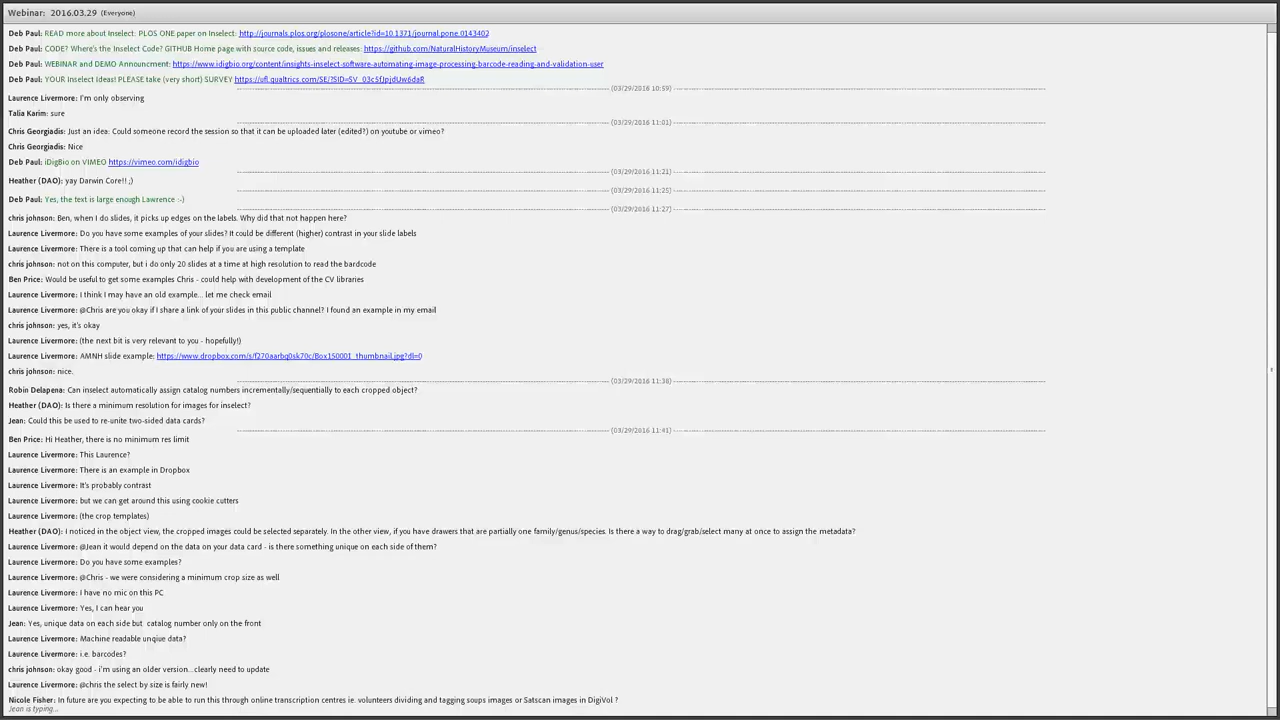 Webinar: 2016.03.29 (Everyone)
Deb Paul: READ more about Inselect: PLOS ONE paper on Inselect: http://journals.plos.org/plosone/article?id=10.1371/journal.pone.0143402
Deb Paul: CODE? Where's the Inselect Code? GITHUB Home page with source code, issues and releases: https://github.com/NaturalHistoryMuseum/inselect
Deb Paul: WEBINAR and DEMO Announcment: https://www.idigbio.org/content/insights-inselect-software-automating-image-processing-barcode-reading-and-validation-user
Deb Paul: YOUR Inselect Ideas! PLEASE take (very short) SURVEY https://ufl.qualtrics.com/SE/?SID=SV_03c5fJpjdUw6daR
(03/29/2016 10:59)
Laurence Livermore: I'm only observing
Talia Karim: sure
(03/29/2016 11:01)
Chris Georgiadis: Just an idea: Could someone record the session so that it can be uploaded later (edited?) on youtube or vimeo?
Chris Georgiadis: Nice
Deb Paul: iDigBio on VIMEO https://vimeo.com/idigbio
(03/29/2016 11:21)
Heather (DAO): yay Darwin Core!! ;)
(03/29/2016 11:25)
Deb Paul: Yes, the text is large enough Lawrence :-)
(03/29/2016 11:27)
chris johnson: Ben, when I do slides, it picks up edges on the labels. Why did that not happen here?
Laurence Livermore: Do you have some examples of your slides? It could be different (higher) contrast in your slide labels
Laurence Livermore: There is a tool coming up that can help if you are using a template
chris johnson: not on this computer, but i do only 20 slides at a time at high resolution to read the bardcode
Ben Price: Would be useful to get some examples Chris - could help with development of the CV libraries
Laurence Livermore: I think I may have an old example... let me check email
Laurence Livermore: @Chris are you okay if I share a link of your slides in this public channel? I found an example in my email
chris johnson: yes, it's okay
Laurence Livermore: (the next bit is very relevant to you - hopefully!)
Laurence Livermore: AMNH slide example: https://www.dropbox.com/s/f270aarbq0sk70c/Box150001_thumbnail.jpg?dl=0
chris johnson: nice.
(03/29/2016 11:38)
Robin Delapena: Can inselect automatically assign catalog numbers incrementally/sequentially to each cropped object?
Heather (DAO): Is there a minimum resolution for images for inselect?
Jean: Could this be used to re-unite two-sided data cards?
(03/29/2016 11:41)
Ben Price: Hi Heather, there is no minimum res limit
Laurence Livermore: This Laurence?
Laurence Livermore: There is an example in Dropbox
Laurence Livermore: It's probably contrast
Laurence Livermore: but we can get around this using cookie cutters
Laurence Livermore: (the crop templates)
Heather (DAO): I noticed in the object view, the cropped images could be selected separately. In the other view, if you have drawers that are partially one family/genus/species. Is there a way to drag/grab/select many at once to assign the metadata?
Laurence Livermore: @Jean it would depend on the data on your data card - is there something unique on each side of them?
Laurence Livermore: Do you have some examples?
Laurence Livermore: @Chris - we were considering a minimum crop size as well
Laurence Livermore: I have no mic on this PC
Laurence Livermore: Yes, I can hear you
Jean: Yes, unique data on each side but catalog number only on the front
Laurence Livermore: Machine readable unqiue data?
Laurence Livermore: i.e. barcodes?
chris johnson: okay good - i'm using an older version...clearly need to update
Laurence Livermore: @chris the select by size is fairly new!
Nicole Fisher: In future are you expecting to be able to run this through online transcription centres ie. volunteers dividing and tagging soups images or Satscan images in DigiVol ?
Jean is typing...